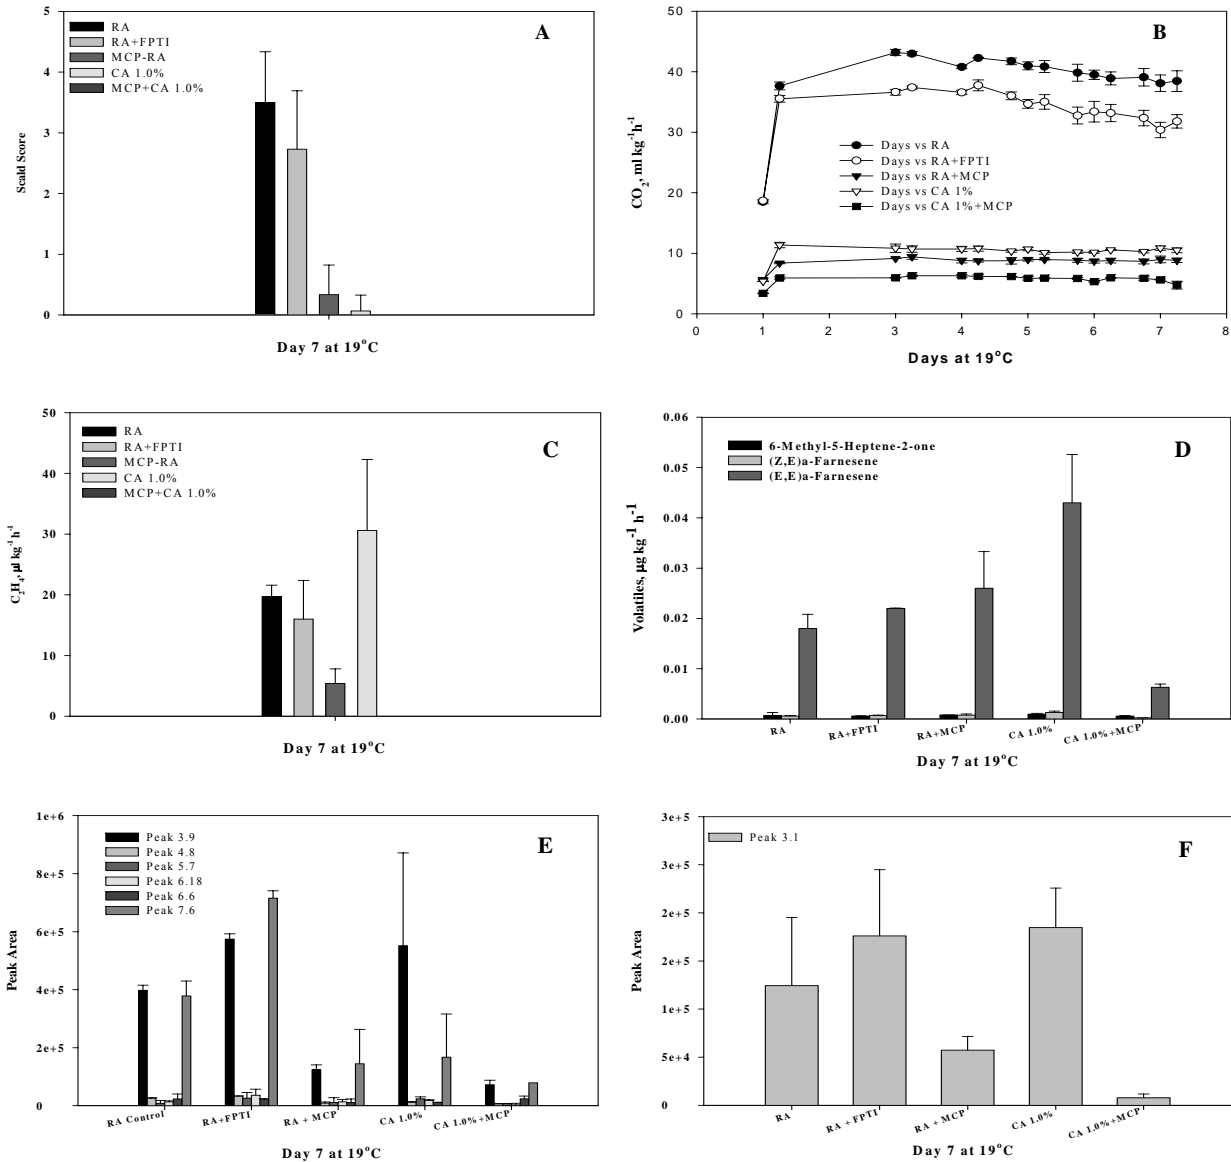 A
RA
RA+FPTI
MCP-RA
CA 1.0%
MCP+CA 1.0%
5
4
3
2
1
0
Scald Score
Day 7 at 19°C
B
50
40
30
20
10
0
CO₂, ml kg⁻¹h⁻¹
Days vs RA
Days vs RA+FPTI
Days vs RA+MCP
Days vs CA 1%
Days vs CA 1%+MCP
0 1 2 3 4 5 6 7 8
Days at 19°C
C
RA
RA+FPTI
MCP-RA
CA 1.0%
MCP+CA 1.0%
50
40
30
20
10
0
C₂H₄, µl kg⁻¹ h⁻¹
Day 7 at 19°C
D
6-Methyl-5-Heptene-2-one
(Z,E)a-Farnesene
(E,E)a-Farnesene
0.06
0.05
0.04
0.03
0.02
0.01
0.00
Volatiles, µg kg⁻¹ h⁻¹
RA RA+FPTI RA+MCP CA 1.0% CA 1.0%+MCP
Day 7 at 19°C
E
Peak 3.9
Peak 4.8
Peak 5.7
Peak 6.18
Peak 6.6
Peak 7.6
1e+6
8e+5
6e+5
4e+5
2e+5
0
Peak Area
RA Control RA+FPTI RA + MCP CA 1.0% CA 1.0%+MCP
Day 7 at 19°C
F
Peak 3.1
3e+5
3e+5
2e+5
2e+5
1e+5
5e+4
0
Peak Area
RA RA + FPTI RA + MCP CA 1.0% CA 1.0%+MCP
Day 7 at 19°C